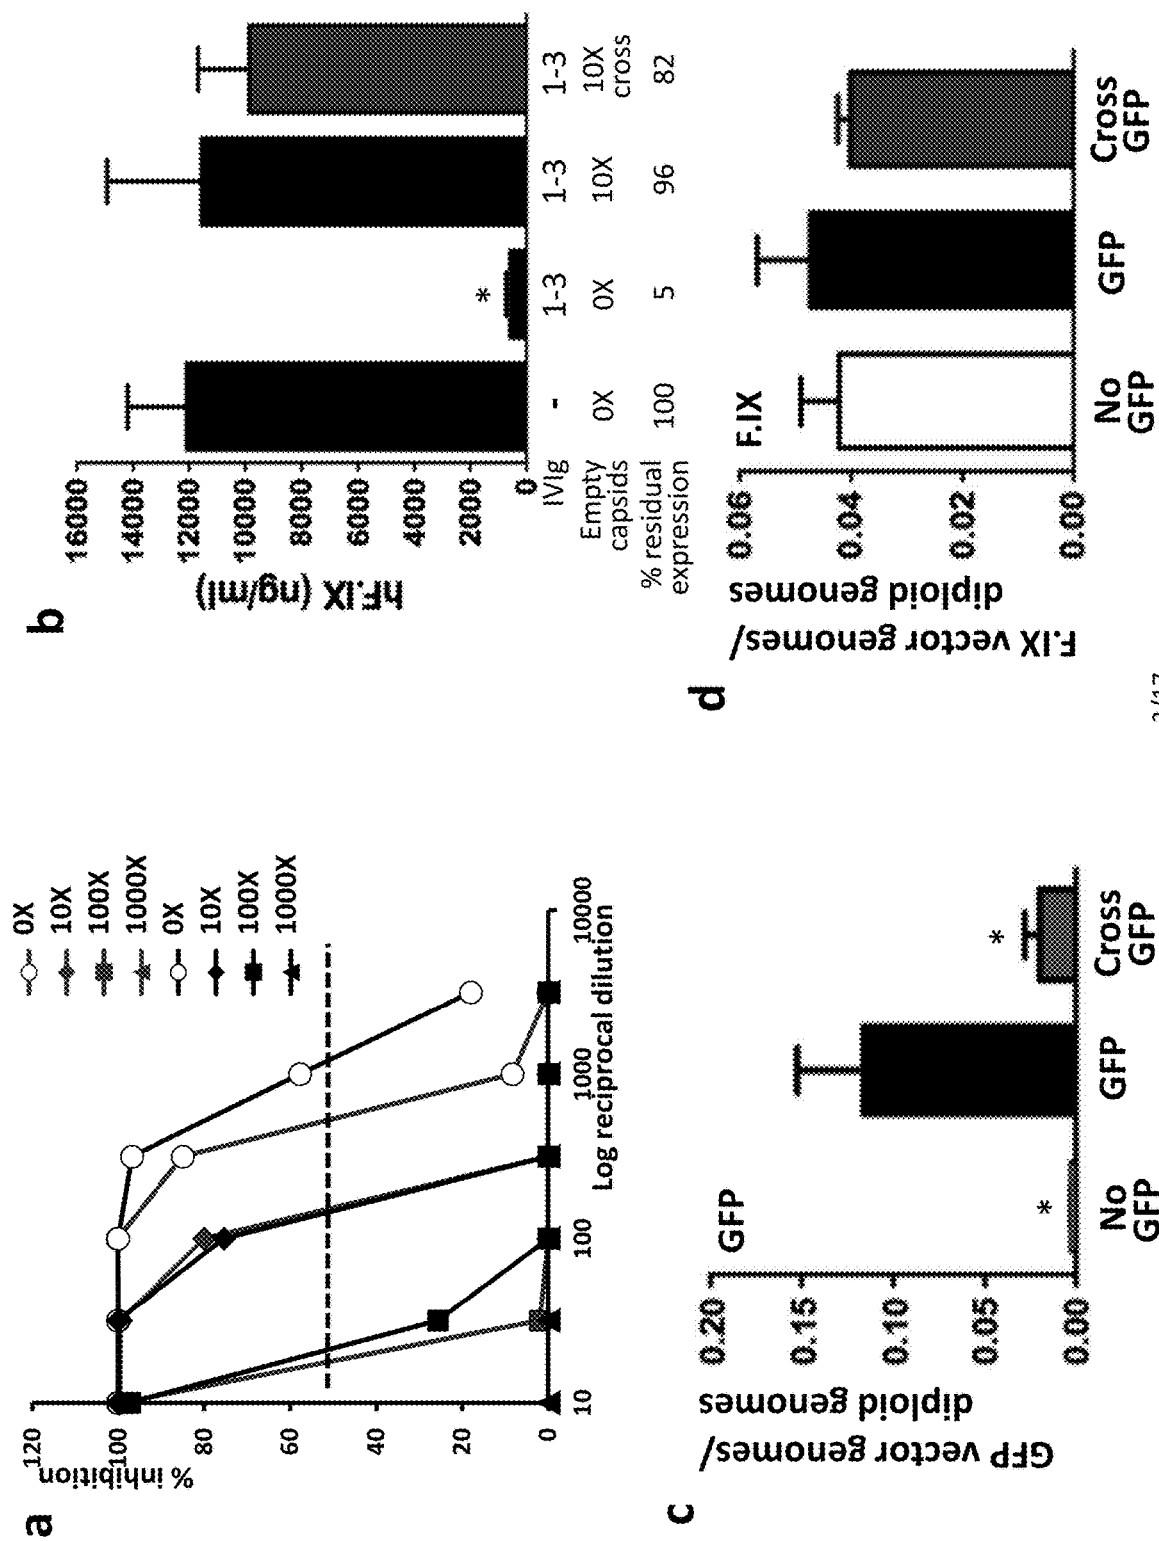 a
% inhibition
120
100
80
60
40
20
0
10
100
1000
10000
Log reciprocal dilution
0X
10X
100X
1000X
0X
10X
100X
1000X
b
hF.IX (ng/ml)
16000
14000
12000
10000
8000
6000
4000
2000
0
*
IVIg - 1-3 1-3 1-3
Empty capsids 0X 0X 10X 10X cross
% residual expression 100 5 96 82
c
GFP vector genomes/
diploid genomes
0.20
0.15
0.10
0.05
0.00
GFP
*
*
No GFP
GFP
Cross GFP
d
F.IX vector genomes/
diploid genomes
0.06
0.04
0.02
0.00
F.IX
No GFP
GFP
Cross GFP